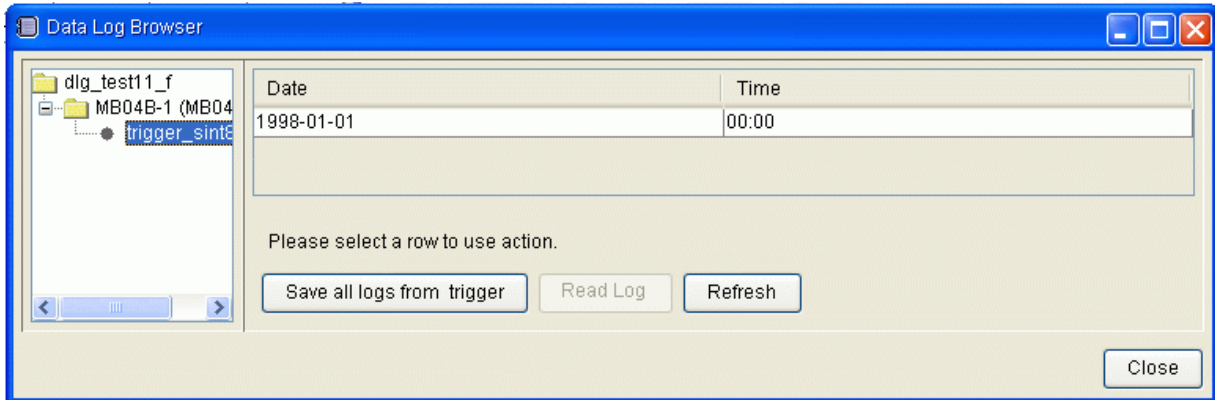 Data Log Browser
dlg_test11_f
MB04B-1 (MB04
trigger_sint8
Date Time
1998-01-01 00:00
Please select a row to use action.
Save all logs from trigger Read Log Refresh
Close